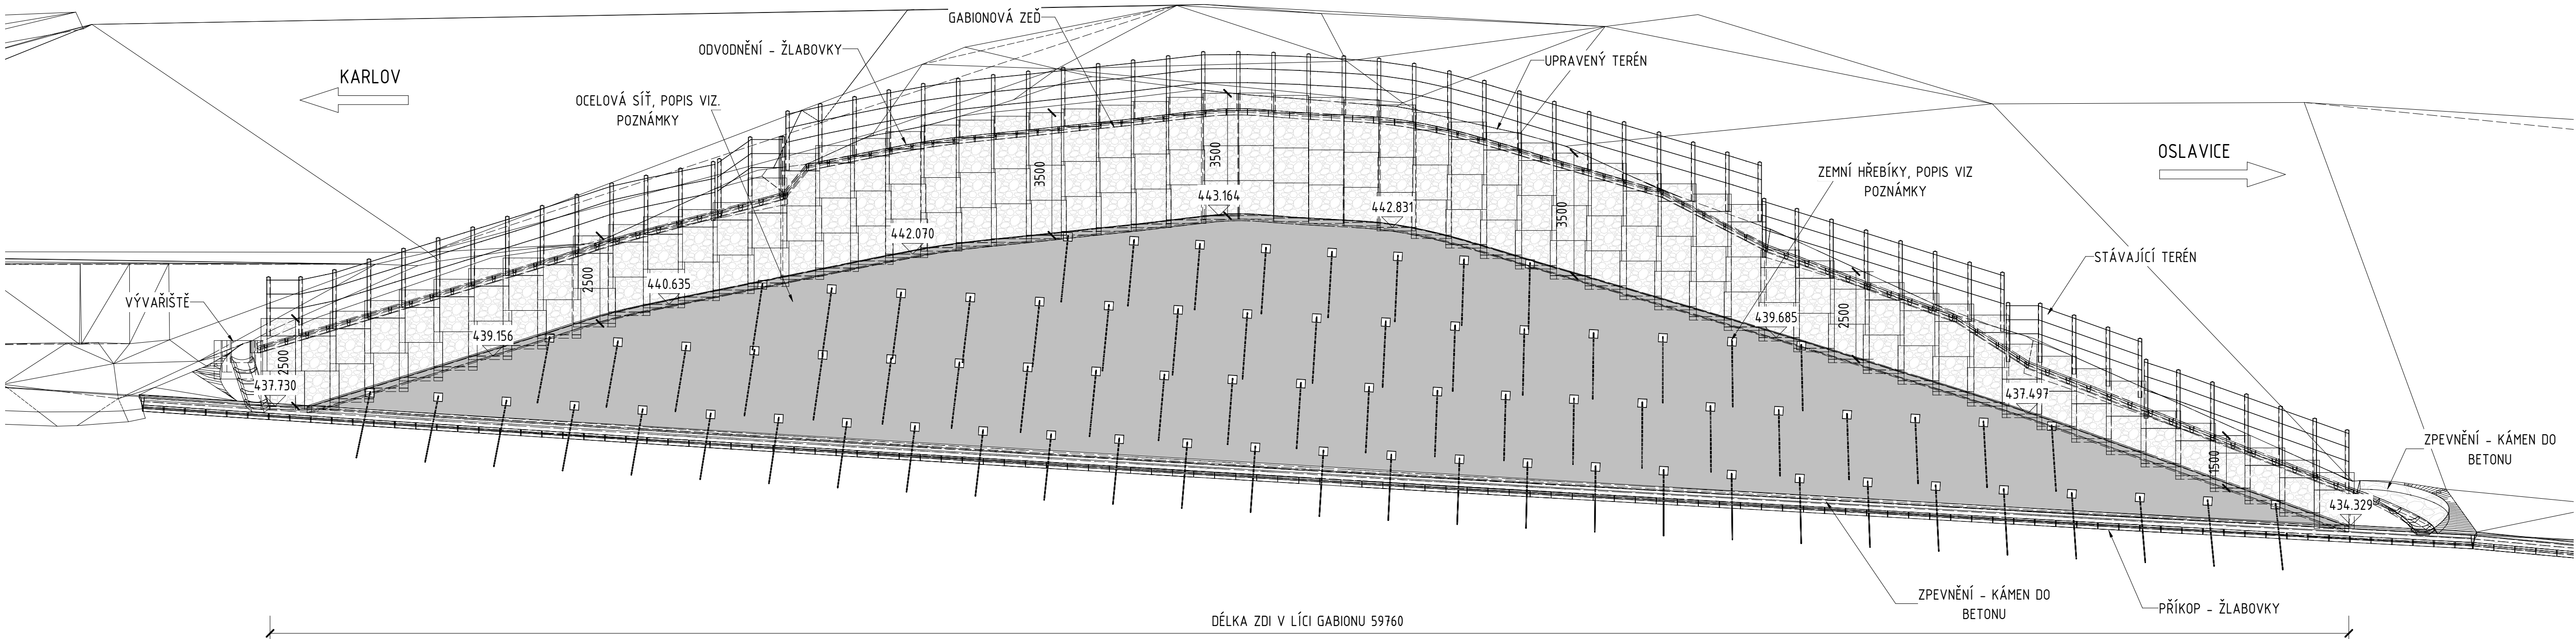 GABIONOVÁ ZEĎ
ODVODNĚNÍ - ŽLABOVKY
UPRAVENÝ TERÉN
KARLOV
OCELOVÁ SÍŤ, POPIS VIZ.
POZNÁMKY
OSLAVICE
ZEMNÍ HŘEBÍKY, POPIS VIZ
POZNÁMKY
3500
3500
3500
443.164
442.831
442.070
STÁVAJÍCÍ TERÉN
2500
440.635
VÝVAŘIŠTĚ
439.156
439.685
2500
2500
437.730
437.497
ZPEVNĚNÍ - KÁMEN DO
BETONU
1500
434.329
ZPEVNĚNÍ - KÁMEN DO
BETONU
PŘÍKOP - ŽLABOVKY
DÉLKA ZDI V LÍCI GABIONU 59760